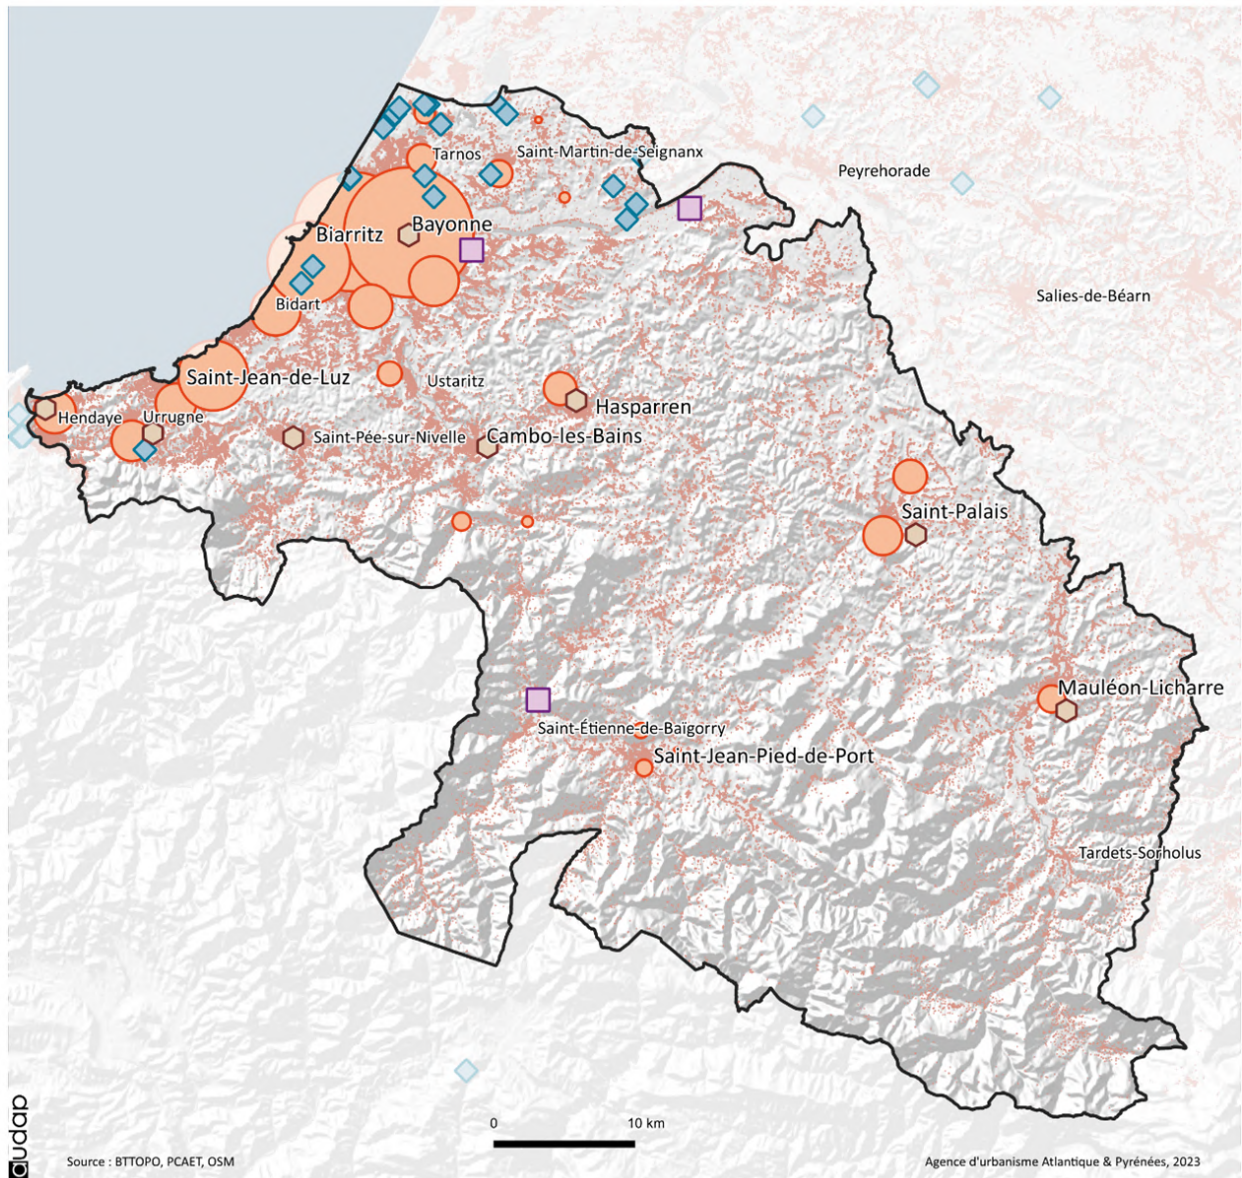 Tarnos
Saint-Martin-de-Seignanx
Peyrehorade
Bayonne
Biarritz
Salies-de-Béarn
Bidart
Saint-Jean-de-Luz
Ustaritz
Hasparren
Hendaye
Urrugne
Saint-Pée-sur-Nivelle
Cambo-les-Bains
Saint-Palais
Mauléon-Licharre
Saint-Étienne-de-Baïgorry
Saint-Jean-Pied-de-Port
Tardets-Sorholus
audap
0
10 km
Source : BTTOPO, PCAET, OSM
Agence d'urbanisme Atlantique & Pyrénées, 2023